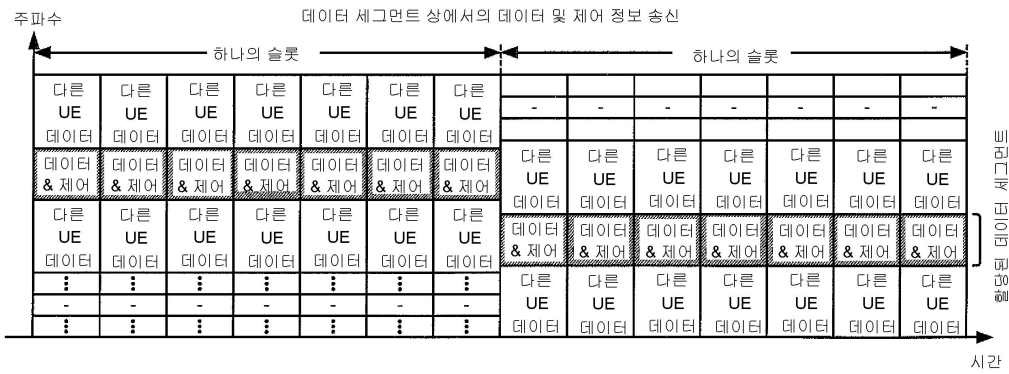 데이터 세그먼트 상에서의 데이터 및 제어 정보 송신
주파수
하나의 슬롯 하나의 슬롯
다른 다른 다른 다른 다른 다른 다른
UE UE UE UE UE UE UE
데이터 데이터 데이터 데이터 데이터 데이터 데이터
- - - - - - -
데이터 데이터 데이터 데이터 데이터 데이터 데이터
& 제어 & 제어 & 제어 & 제어 & 제어 & 제어 & 제어
다른 다른 다른 다른 다른 다른 다른
UE UE UE UE UE UE UE
데이터 데이터 데이터 데이터 데이터 데이터 데이터
다른 다른 다른 다른 다른 다른 다른
UE UE UE UE UE UE UE
데이터 데이터 데이터 데이터 데이터 데이터 데이터
데이터 데이터 데이터 데이터 데이터 데이터 데이터
& 제어 & 제어 & 제어 & 제어 & 제어 & 제어 & 제어
- - - - - - -
다른 다른 다른 다른 다른 다른 다른
UE UE UE UE UE UE UE
데이터 데이터 데이터 데이터 데이터 데이터 데이터
할당된 데이터 세그먼트
시간